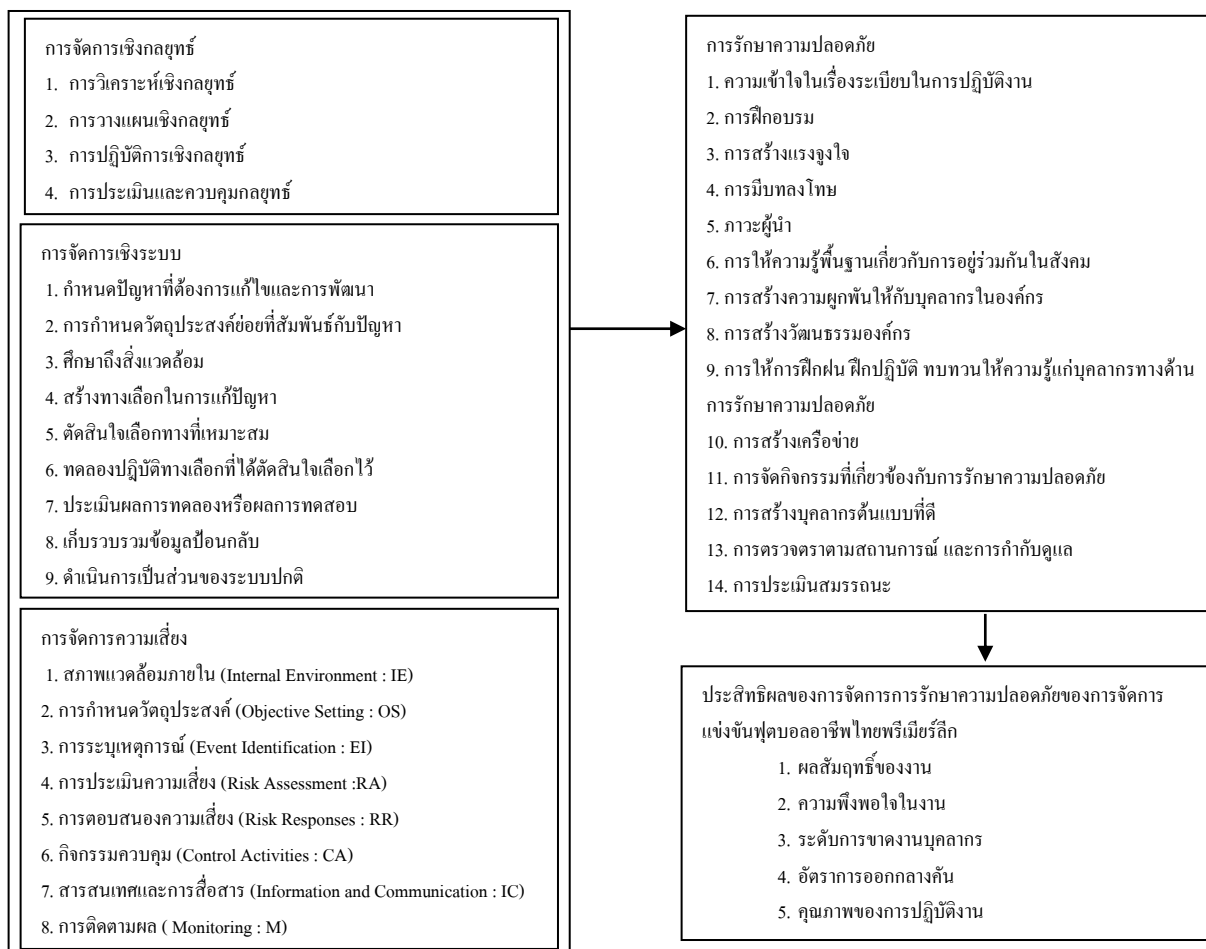 การจัดการเชิงกลยุทธ์
1. การวิเคราะห์เชิงกลยุทธ์
2. การวางแผนเชิงกลยุทธ์
3. การปฏิบัติการเชิงกลยุทธ์
4. การประเมินและควบคุมกลยุทธ์
การจัดการเชิงระบบ
1. กำหนดปัญหาที่ต้องการแก้ไขและการพัฒนา
2. การกำหนดวัตถุประสงค์ย่อยที่สัมพันธ์กับปัญหา
3. ศึกษาถึงสิ่งแวดล้อม
4. สร้างทางเลือกในการแก้ปัญหา
5. ตัดสินใจเลือกทางที่เหมาะสม
6. ทดลองปฏิบัติทางเลือกที่ได้ตัดสินใจเลือกไว้
7. ประเมินผลการทดลองหรือผลการทดสอบ
8. เก็บรวบรวมข้อมูลป้อนกลับ
9. ดำเนินการเป็นส่วนของระบบปกติ
การจัดการความเสี่ยง
1. สภาพแวดล้อมภายใน (Internal Environment : IE)
2. การกำหนดวัตถุประสงค์ (Objective Setting : OS)
3. การระบุเหตุการณ์ (Event Identification : EI)
4. การประเมินความเสี่ยง (Risk Assessment :RA)
5. การตอบสนองความเสี่ยง (Risk Responses : RR)
6. กิจกรรมควบคุม (Control Activities : CA)
7. สารสนเทศและการสื่อสาร (Information and Communication : IC)
8. การติดตามผล ( Monitoring : M)
การรักษาความปลอดภัย
1. ความเข้าใจในเรื่องระเบียบในการปฏิบัติงาน
2. การฝึกอบรม
3. การสร้างแรงจูงใจ
4. การมีบทลงโทษ
5. ภาวะผู้นำ
6. การให้ความรู้พื้นฐานเกี่ยวกับการอยู่ร่วมกันในสังคม
7. การสร้างความผูกพันให้กับบุคลากรในองค์กร
8. การสร้างวัฒนธรรมองค์กร
9. การให้การฝึกฝน ฝึกปฏิบัติ ทบทวนให้ความรู้แก่บุคลากรทางด้าน
การรักษาความปลอดภัย
10. การสร้างเครือข่าย
11. การจัดกิจกรรมที่เกี่ยวข้องกับการรักษาความปลอดภัย
12. การสร้างบุคลากรต้นแบบที่ดี
13. การตรวจตราตามสถานการณ์ และการกำกับดูแล
14. การประเมินสมรรถนะ
ประสิทธิผลของการจัดการการรักษาความปลอดภัยของการจัดการ
แข่งขันฟุตบอลอาชีพไทยพรีเมียร์ลีก
1. ผลสัมฤทธิ์ของงาน
2. ความพึงพอใจในงาน
3. ระดับการขาดงานบุคลากร
4. อัตราการออกกลางคัน
5. คุณภาพของการปฏิบัติงาน